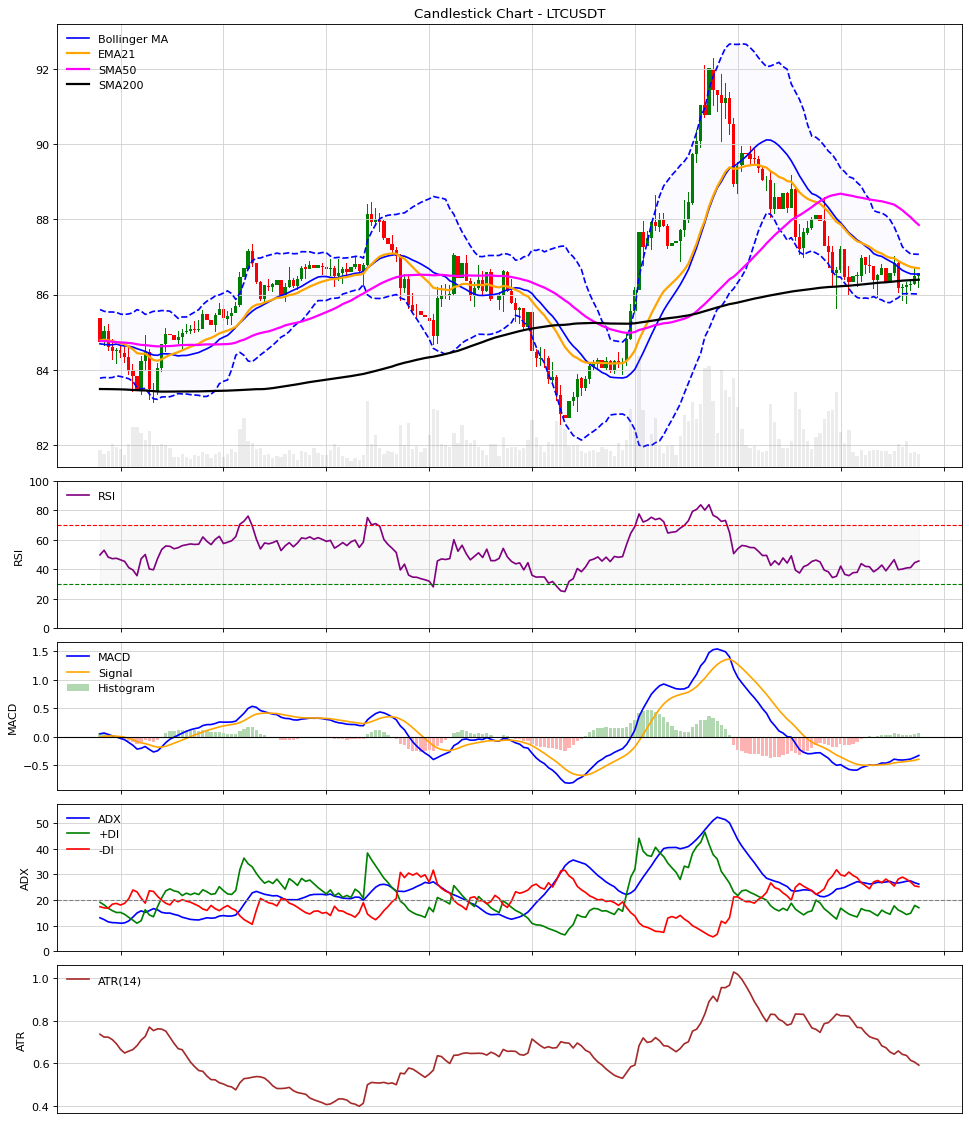 Candlestick Chart - LTCUSDT
Bollinger MA
EMA21
SMA50
SMA200
92
90
88
86
84
82
100
80
60
40
20
0
RSI
RSI
1.5
1.0
0.5
0.0
−0.5
MACD
MACD
Signal
Histogram
50
40
30
20
10
0
ADX
ADX
+DI
-DI
1.0
0.8
0.6
0.4
ATR
ATR(14)